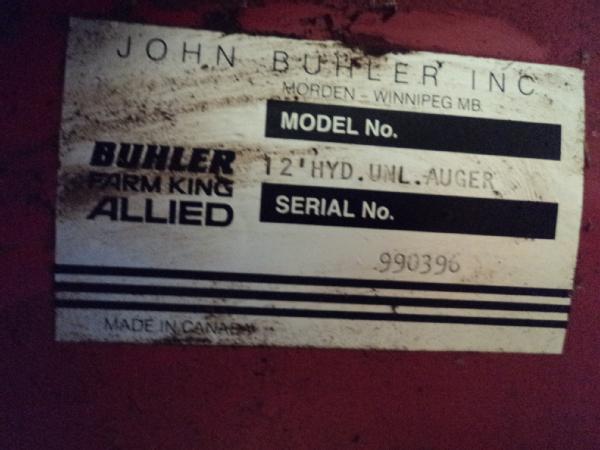 JOHN BUHLER INC
MORDEN - WINNIPEG MB.
MODEL No.
12'HYD.UNL.AUGER
SERIAL No.
990396
BUHLER
FARM KING
ALLIED
MADE IN CANADA